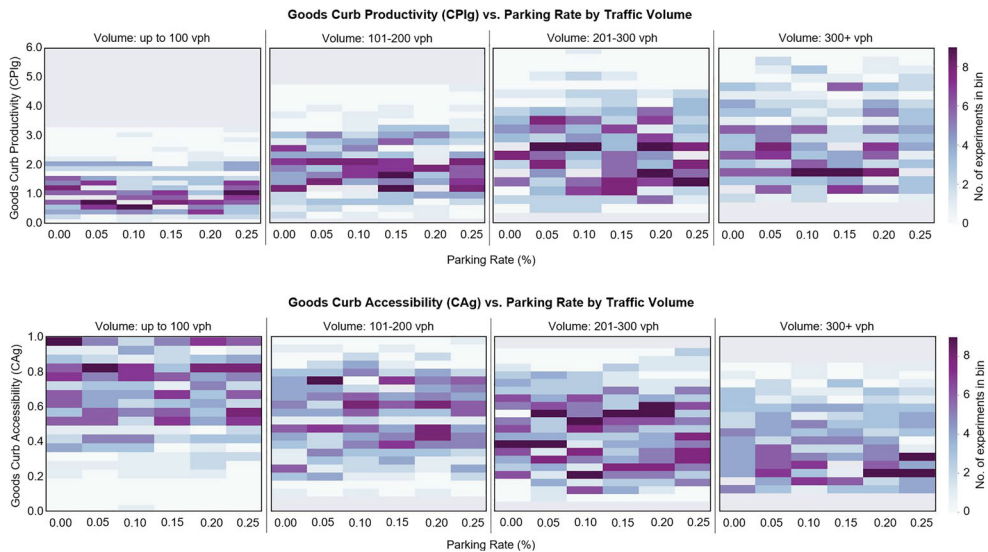 Goods Curb Productivity (CPIg) vs. Parking Rate by Traffic Volume
Volume: up to 100 vph
Volume: 101-200 vph
Volume: 201-300 vph
Volume: 300+ vph
Goods Curb Productivity (CPIg)
6.0
5.0
4.0
3.0
2.0
1.0
0.0
0.00 0.05 0.10 0.15 0.20 0.25
0.00 0.05 0.10 0.15 0.20 0.25
0.00 0.05 0.10 0.15 0.20 0.25
0.00 0.05 0.10 0.15 0.20 0.25
Parking Rate (%)
8
6
4
2
0
No. of experiments in bin
Goods Curb Accessibility (CAg) vs. Parking Rate by Traffic Volume
Volume: up to 100 vph
Volume: 101-200 vph
Volume: 201-300 vph
Volume: 300+ vph
Goods Curb Accessibility (CAg)
1.0
0.8
0.6
0.4
0.2
0.0
0.00 0.05 0.10 0.15 0.20 0.25
0.00 0.05 0.10 0.15 0.20 0.25
0.00 0.05 0.10 0.15 0.20 0.25
0.00 0.05 0.10 0.15 0.20 0.25
Parking Rate (%)
8
6
4
2
0
No. of experiments in bin